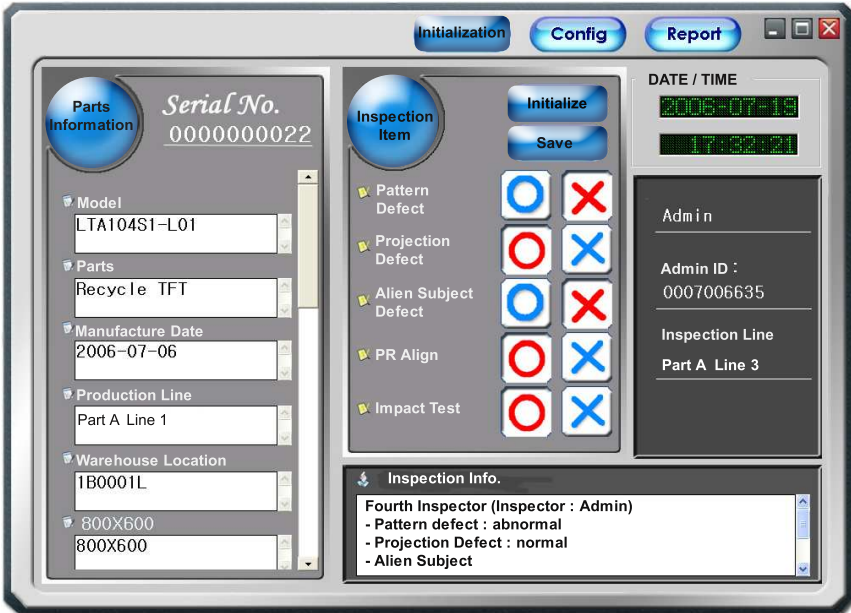 Initialization
Config
Report
Parts
Information
Serial No.
0000000022
Model
LTA104S1-L01
Parts
Recycle TFT
Manufacture Date
2006-07-06
Production Line
Part A Line 1
Warehouse Location
1B0001L
800X600
800X600
Inspection
Item
Initialize
Save
Pattern
Defect
Projection
Defect
Alien Subject
Defect
PR Align
Impact Test
DATE / TIME
2006-07-19
17:32:21
Admin
Admin ID :
0007006635
Inspection Line
Part A Line 3
Inspection Info.
Fourth Inspector (Inspector : Admin)
- Pattern defect : abnormal
- Projection Defect : normal
- Alien Subject